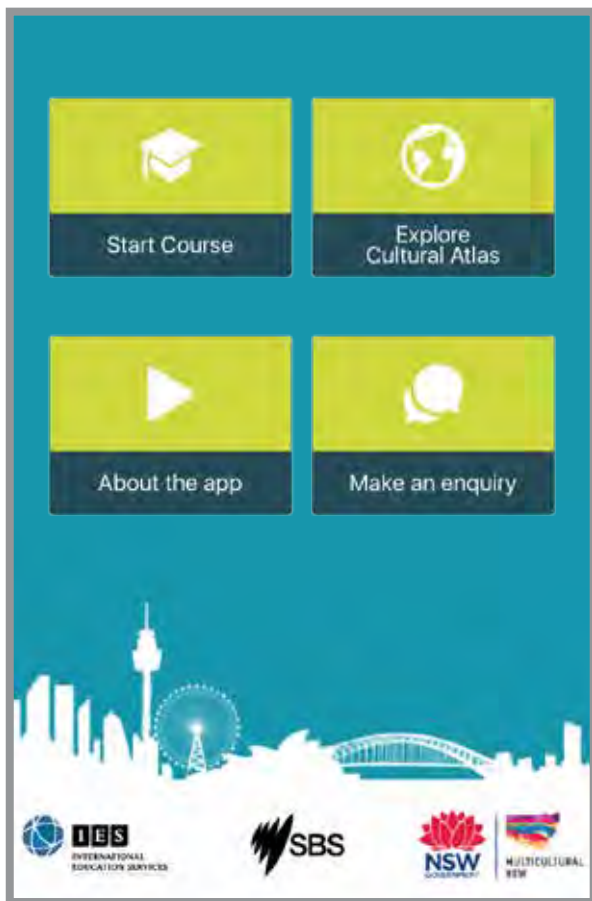 Start Course
Explore
Cultural Atlas
About the app
Make an enquiry
IES
INTERNATIONAL
EDUCATION SERVICES
SBS
NSW
GOVERNMENT
MULTICULTURAL
NSW